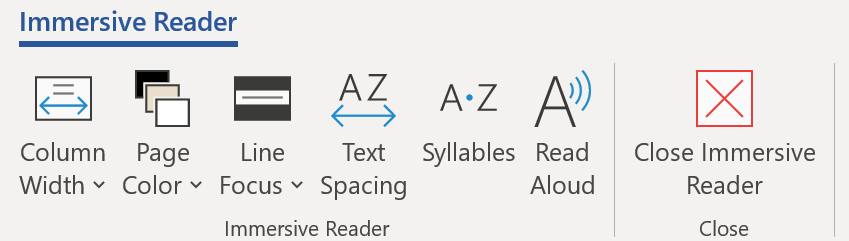 Immersive Reader
AZ
A·Z
A
Column Width
Page Color
Line Focus
Text Spacing
Syllables
Read Aloud
Close Immersive Reader
Immersive Reader
Close